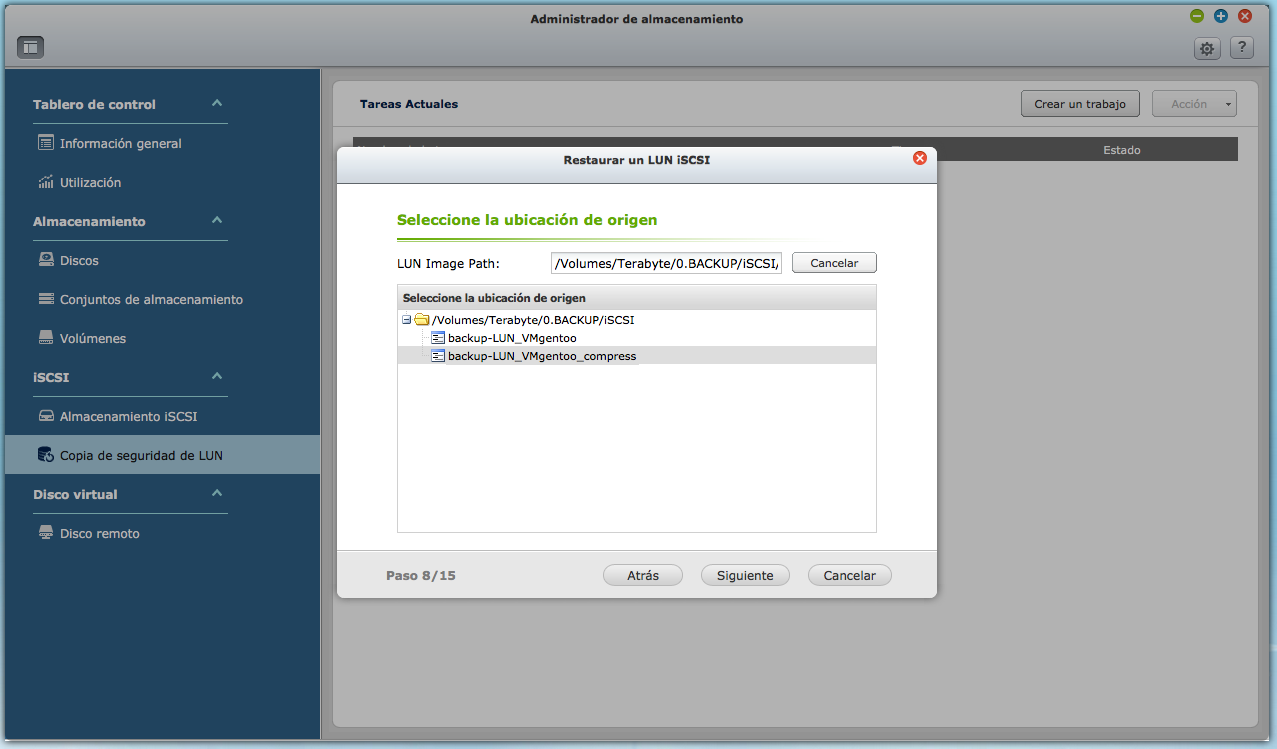 Administrador de almacenamiento
?
Tablero de control
Información general
Utilización
Almacenamiento
Discos
Conjuntos de almacenamiento
Volúmenes
iSCSI
Almacenamiento iSCSI
Copia de seguridad de LUN
Disco virtual
Disco remoto
Tareas Actuales
Crear un trabajo
Acción
Estado
Restaurar un LUN iSCSI
Seleccione la ubicación de origen
LUN Image Path: /Volumes/Terabyte/0.BACKUP/iSCSI/ Cancelar
Seleccione la ubicación de origen
/Volumes/Terabyte/0.BACKUP/iSCSI
backup-LUN_VMgentoo
backup-LUN_VMgentoo_compress
Paso 8/15
Atrás
Siguiente
Cancelar